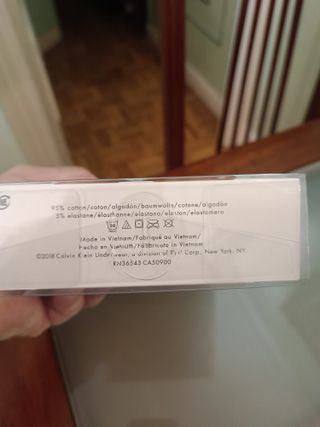 95% cotton/coton/algodón/baumwolle/cotone/algodão
5% elastane/élasthanne/elastano/elastan/elastomero
Made in Vietnam/Fabriqué au Vietnam/
Hecho en Vietnam/Fabbricato in Vietnam/
©2018 Calvin Klein Underwear, a division of PVH Corp., New York, NY
RN36543 CA50900